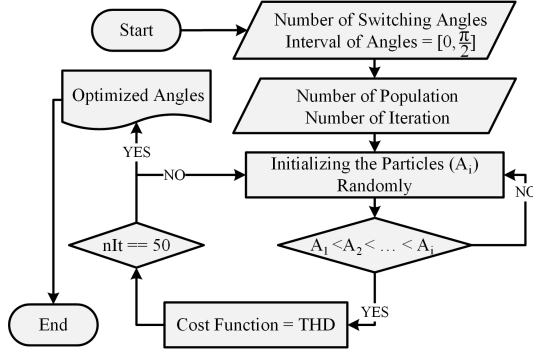 Start
Number of Switching Angles
Interval of Angles = [0, π/2]
Number of Population
Number of Iteration
Initializing the Particles (Ai)
Randomly
NO
A1 <A2 < ... < Ai
YES
Cost Function = THD
nIt == 50
NO
YES
Optimized Angles
End